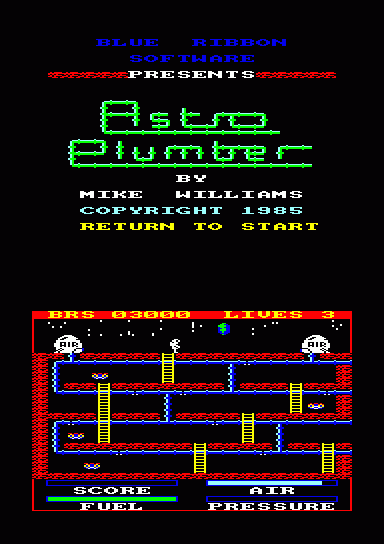 BLUE RIBBON
SOFTWARE
PRESENTS
Astro
Plumber
BY
MIKE WILLIAMS
COPYRIGHT 1985
RETURN TO START
BRS 03000 LIVES 3
AIR AIR
SCORE AIR
FUEL PRESSURE